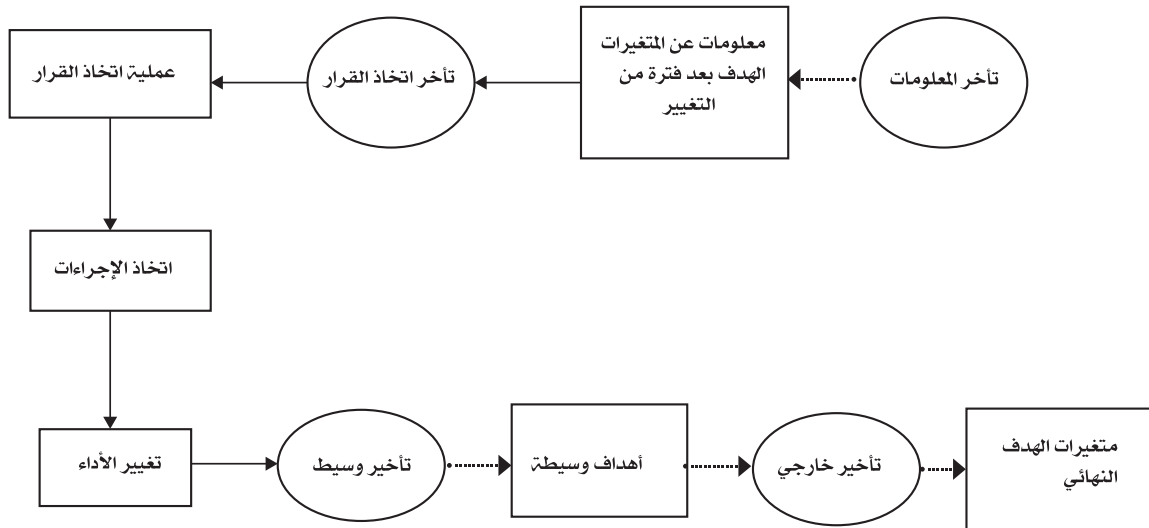 تأخر المعلومات
معلومات عن المتغيرات
الهدف بعد فترة من
التغيير
تأخر اتخاذ القرار
عملية اتخاذ القرار
اتخاذ الإجراءات
تغيير الأداء
تأخير وسيط
أهداف وسيطة
تأخير خارجي
متغيرات الهدف
النهائي